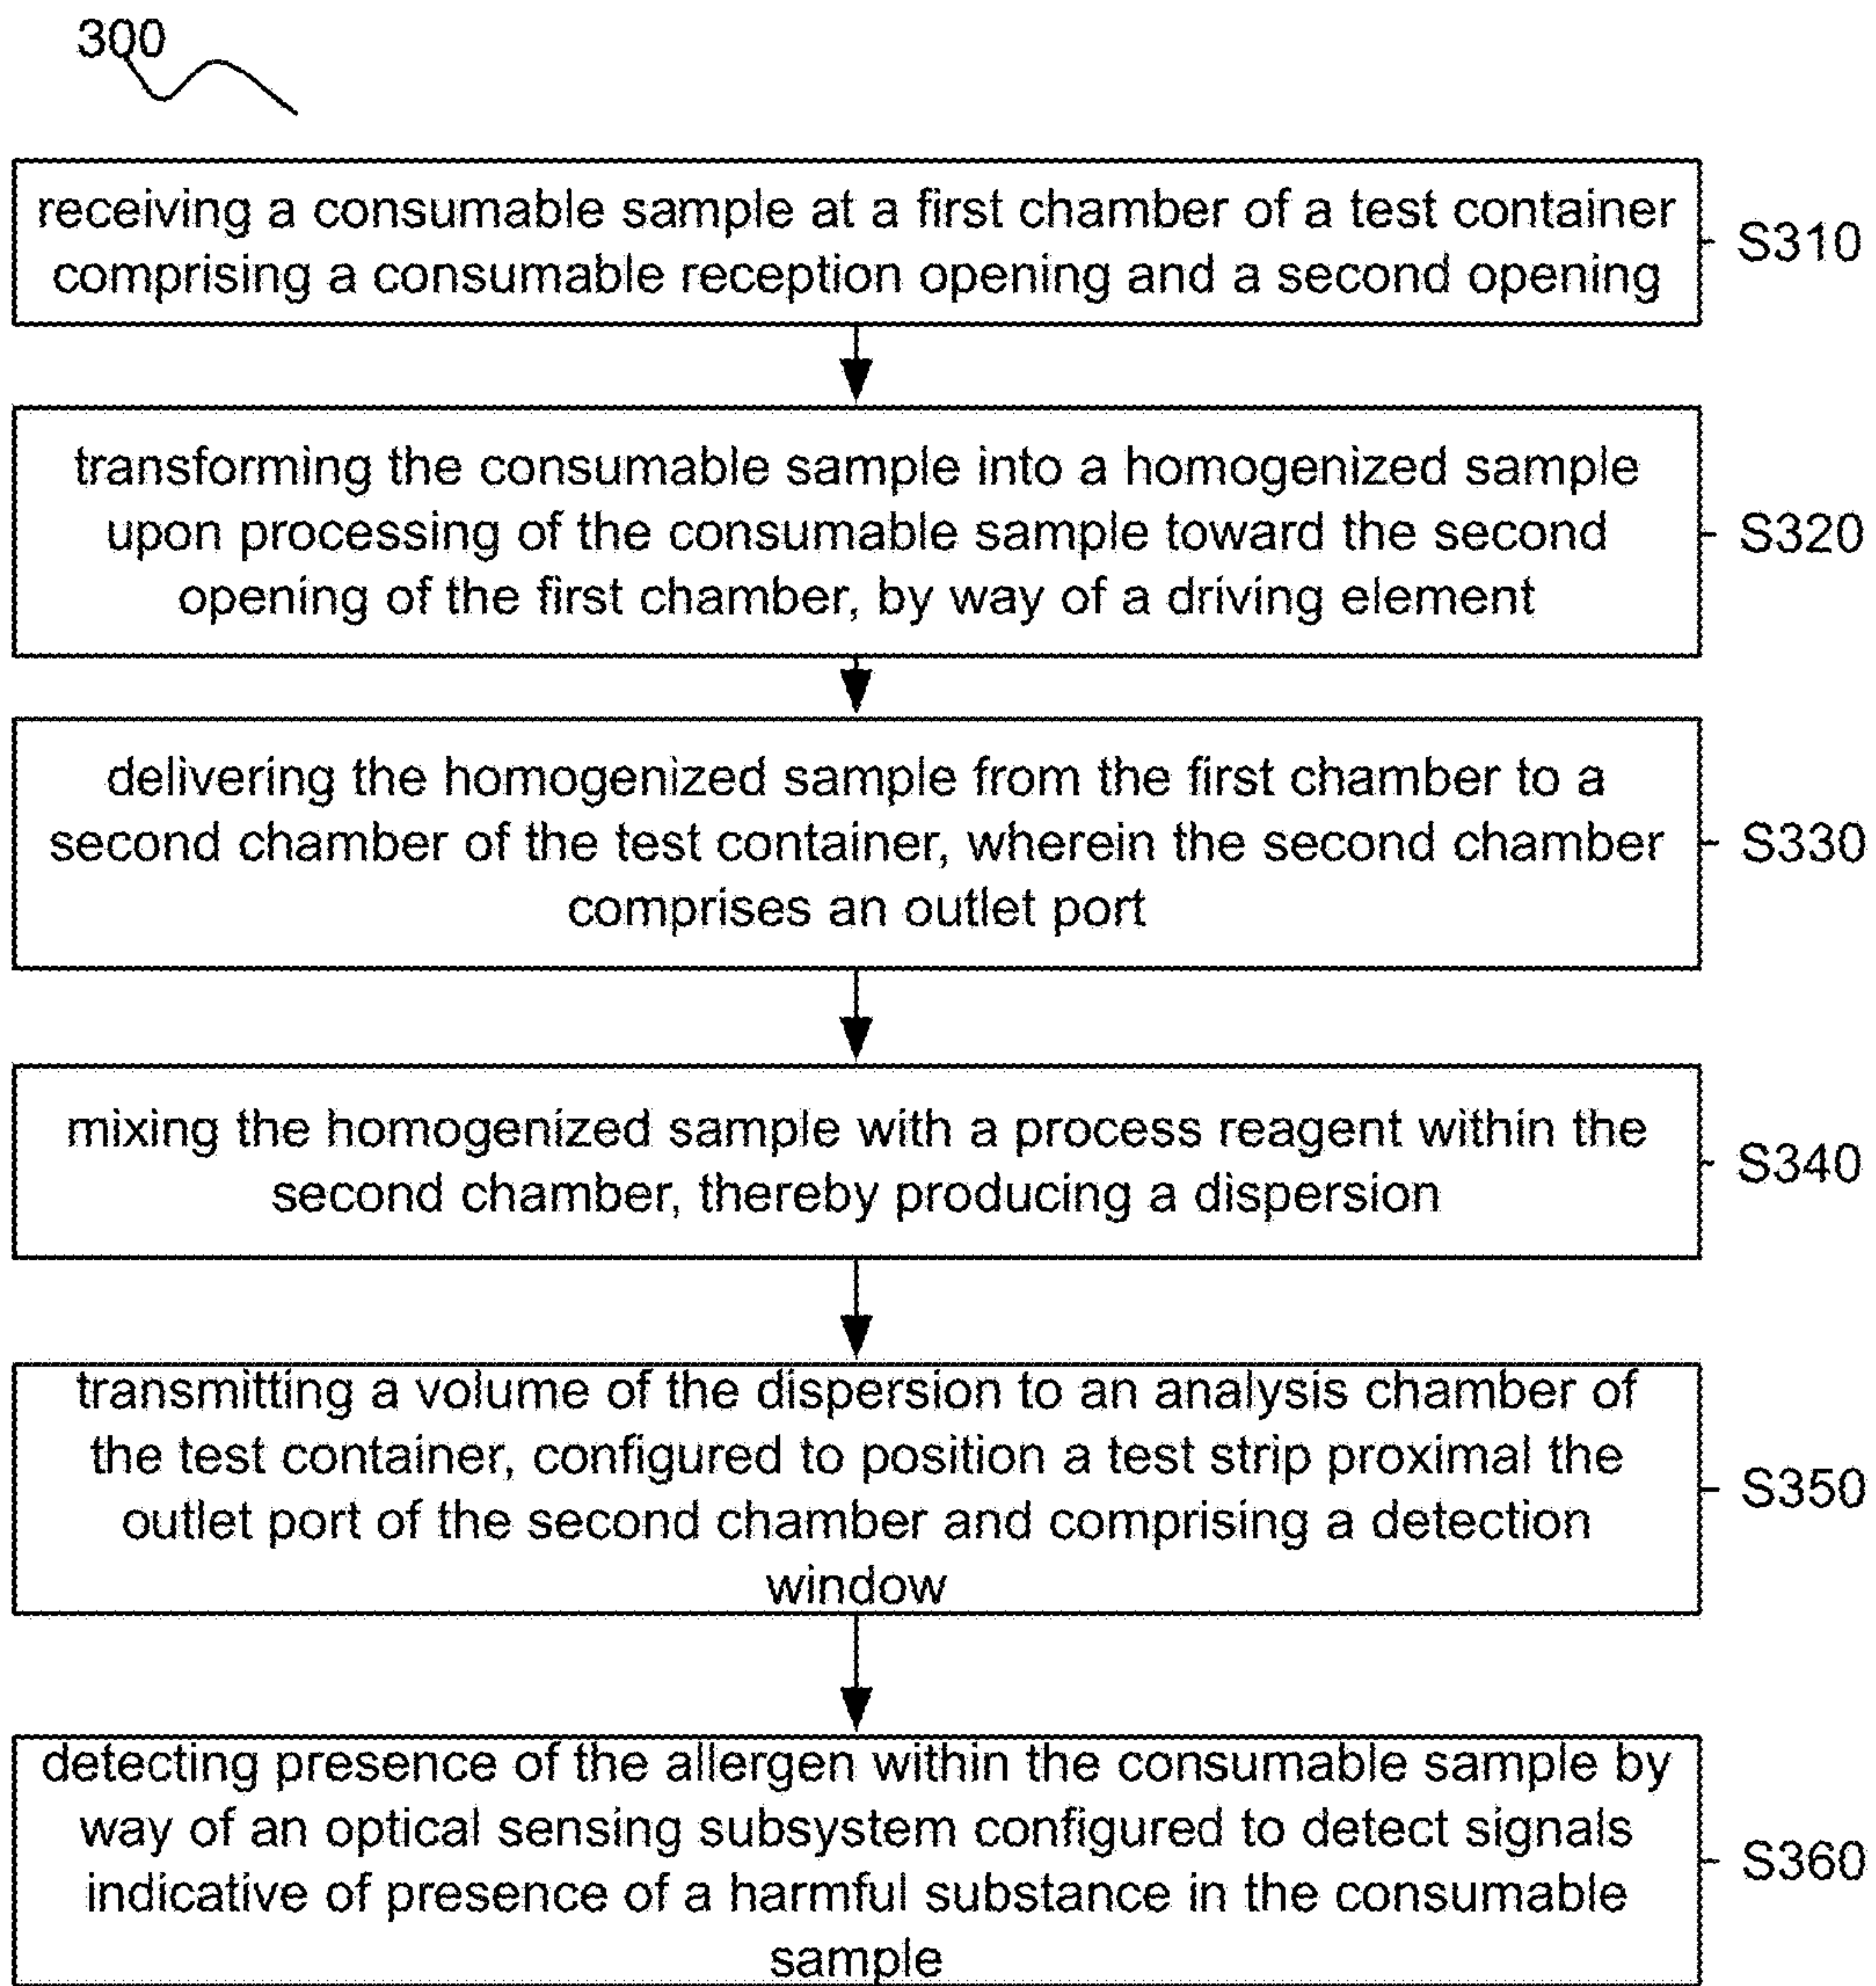 300
receiving a consumable sample at a first chamber of a test container
comprising a consumable reception opening and a second opening
S310
transforming the consumable sample into a homogenized sample
upon processing of the consumable sample toward the second
opening of the first chamber, by way of a driving element
S320
delivering the homogenized sample from the first chamber to a
second chamber of the test container, wherein the second chamber
comprises an outlet port
S330
mixing the homogenized sample with a process reagent within the
second chamber, thereby producing a dispersion
S340
transmitting a volume of the dispersion to an analysis chamber of
the test container, configured to position a test strip proximal the
outlet port of the second chamber and comprising a detection
window
S350
detecting presence of the allergen within the consumable sample by
way of an optical sensing subsystem configured to detect signals
indicative of presence of a harmful substance in the consumable
sample
S360